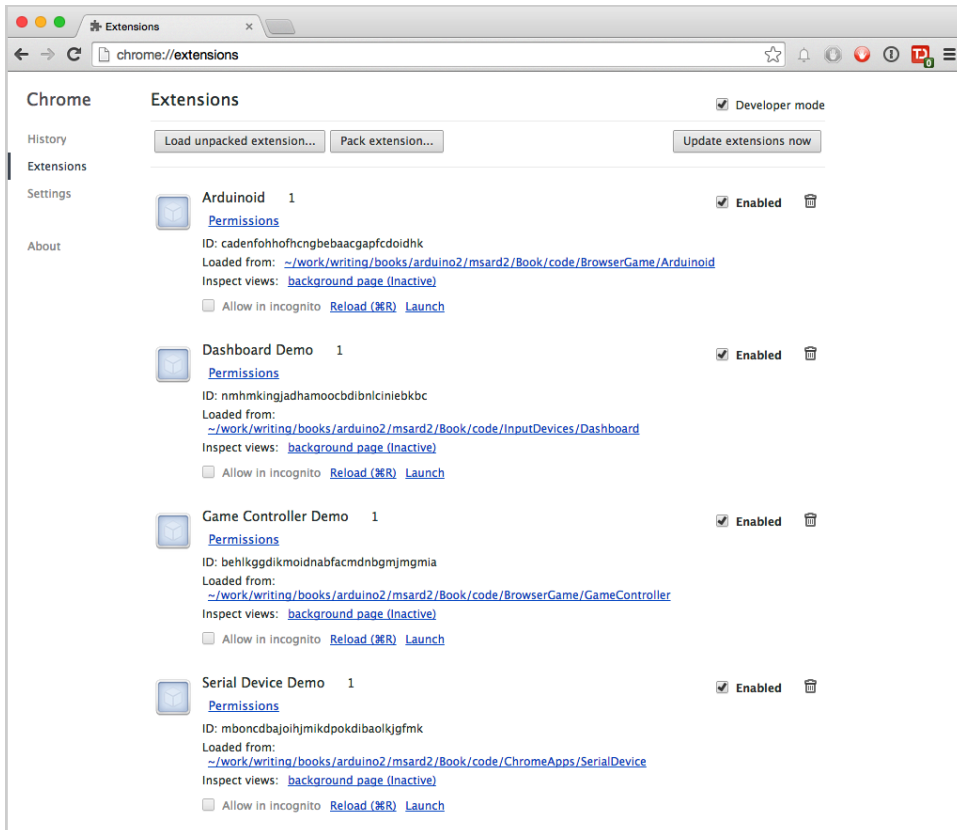 Extensions
chrome://extensions
0
Chrome
Extensions
Developer mode
History
Load unpacked extension...
Pack extension...
Update extensions now
Extensions
Settings
About
Arduinoid 1
Enabled
Permissions
ID: cadenfohhofhcngbebaacgapfcdoidhk
Loaded from: ~/work/writing/books/arduino2/msard2/Book/code/BrowserGame/Arduinoid
Inspect views: background page (Inactive)
Allow in incognito Reload (⌘R) Launch
Dashboard Demo 1
Enabled
Permissions
ID: nmhmkingjadhamoocbdibnlciniebkbc
Loaded from:
~/work/writing/books/arduino2/msard2/Book/code/InputDevices/Dashboard
Inspect views: background page (Inactive)
Allow in incognito Reload (⌘R) Launch
Game Controller Demo 1
Enabled
Permissions
ID: behlkggdikmoidnabfacmdnbgmjmgmia
Loaded from:
~/work/writing/books/arduino2/msard2/Book/code/BrowserGame/GameController
Inspect views: background page (Inactive)
Allow in incognito Reload (⌘R) Launch
Serial Device Demo 1
Enabled
Permissions
ID: mboncdbajoihjmikdpokdibaolkjgfmk
Loaded from:
~/work/writing/books/arduino2/msard2/Book/code/ChromeApps/SerialDevice
Inspect views: background page (Inactive)
Allow in incognito Reload (⌘R) Launch